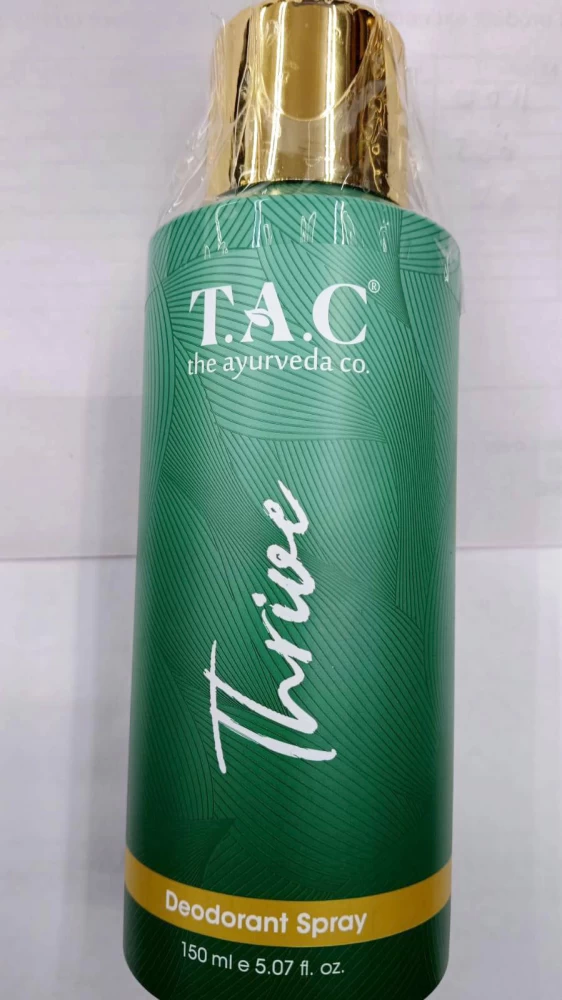 T.A.C®
the ayurveda co.
Thrive
Deodorant Spray
150 ml e 5.07 fl. oz.